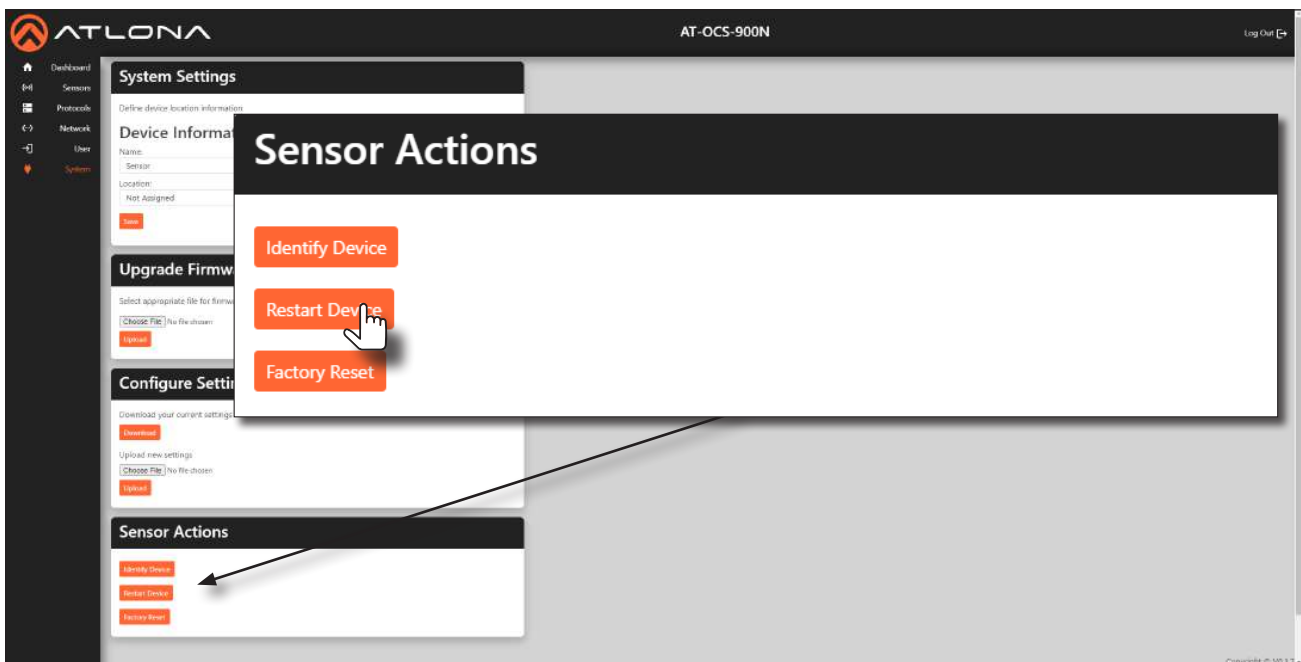 ATLONA
AT-OCS-900N
Log Out
Dashboard
Sensors
Protocols
Network
User
System
System Settings
Define device location information
Device Informat
Name:
Sensor
Location:
Not Assigned
Save
Upgrade Firmw
Select appropriate file for firmw
Choose File No file chosen
Upload
Configure Settin
Download your current settings
Download
Upload new settings
Choose File No file chosen
Upload
Sensor Actions
Identify Device
Restart Device
Factory Reset
Sensor Actions
Identify Device
Restart Device
Factory Reset